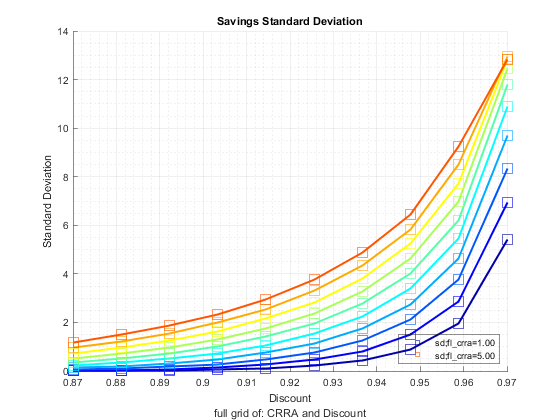 Savings Standard Deviation
14
12
10
8
6
4
2
0
Standard Deviation
sd;fl_crra=1.00
sd;fl_crra=5.00
0.87 0.88 0.89 0.9 0.91 0.92 0.93 0.94 0.95 0.96 0.97
Discount
full grid of: CRRA and Discount